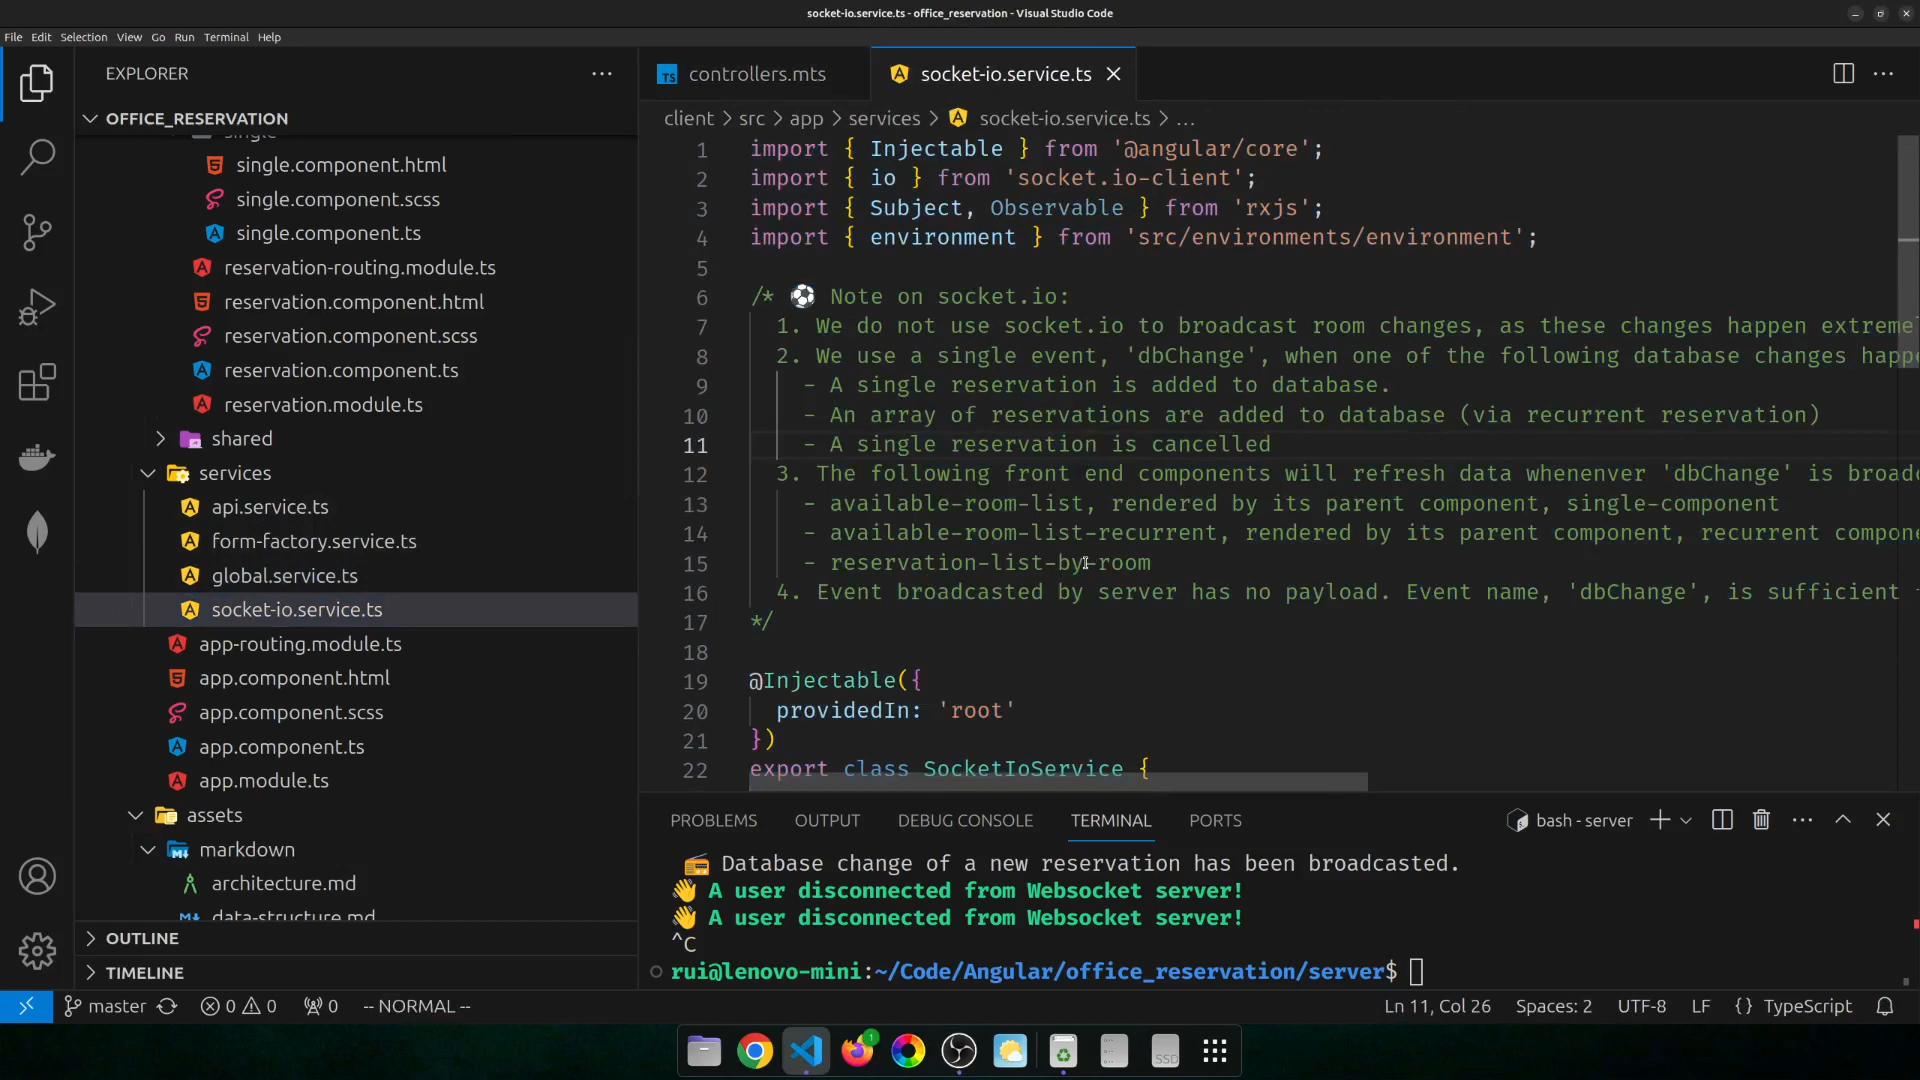 socket-io.service.ts - office_reservation - Visual Studio Code
File Edit Selection View Go Run Terminal Help
EXPLORER
OFFICE_RESERVATION
single
single.component.html
single.component.scss
single.component.ts
reservation-routing.module.ts
reservation.component.html
reservation.component.scss
reservation.component.ts
reservation.module.ts
shared
services
api.service.ts
form-factory.service.ts
global.service.ts
socket-io.service.ts
app-routing.module.ts
app.component.html
app.component.scss
app.component.ts
app.module.ts
assets
markdown
architecture.md
data-structure.md
OUTLINE
TIMELINE
controllers.mts socket-io.service.ts
client > src > app > services > socket-io.service.ts > ...
1 import { Injectable } from '@angular/core';
2 import { io } from 'socket.io-client';
3 import { Subject, Observable } from 'rxjs';
4 import { environment } from 'src/environments/environment';
5
6 /* ⚽ Note on socket.io:
7 1. We do not use socket.io to broadcast room changes, as these changes happen extreme
8 2. We use a single event, 'dbChange', when one of the following database changes happ
9 - A single reservation is added to database.
10 - An array of reservations are added to database (via recurrent reservation)
11 - A single reservation is cancelled
12 3. The following front end components will refresh data whenenver 'dbChange' is broad
13 - available-room-list, rendered by its parent component, single-component
14 - available-room-list-recurrent, rendered by its parent component, recurrent compone
15 - reservation-list-by-room
16 4. Event broadcasted by server has no payload. Event name, 'dbChange', is sufficient
17 */
18
19 @Injectable({
20 providedIn: 'root'
21 })
22 export class SocketIoService {
PROBLEMS OUTPUT DEBUG CONSOLE TERMINAL PORTS bash - server
📻 Database change of a new reservation has been broadcasted.
👋 A user disconnected from Websocket server!
👋 A user disconnected from Websocket server!
^C
rui@lenovo-mini:~/Code/Angular/office_reservation/server$
master 0 0 0 -- NORMAL -- Ln 11, Col 26 Spaces: 2 UTF-8 LF {} TypeScript
1 SSD